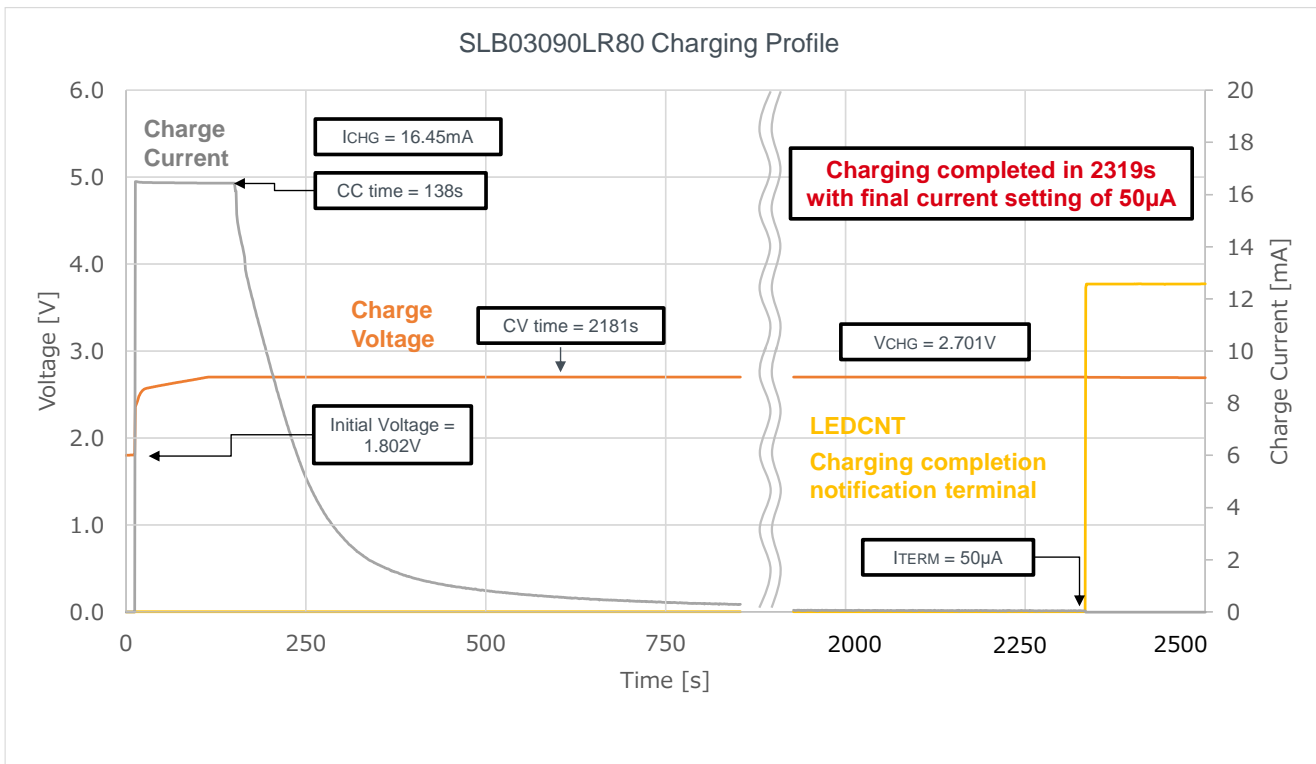 SLB03090LR80 Charging Profile
6.0
5.0
4.0
3.0
2.0
1.0
0.0
Voltage [V]
20
18
16
14
12
10
8
6
4
2
0
Charge Current [mA]
Charge
Current
ICHG = 16.45mA
CC time = 138s
Charging completed in 2319s
with final current setting of 50µA
Charge
Voltage
CV time = 2181s
VCHG = 2.701V
Initial Voltage =
1.802V
LEDCNT
Charging completion
notification terminal
ITERM = 50µA
0
250
500
750
2000
2250
2500
Time [s]